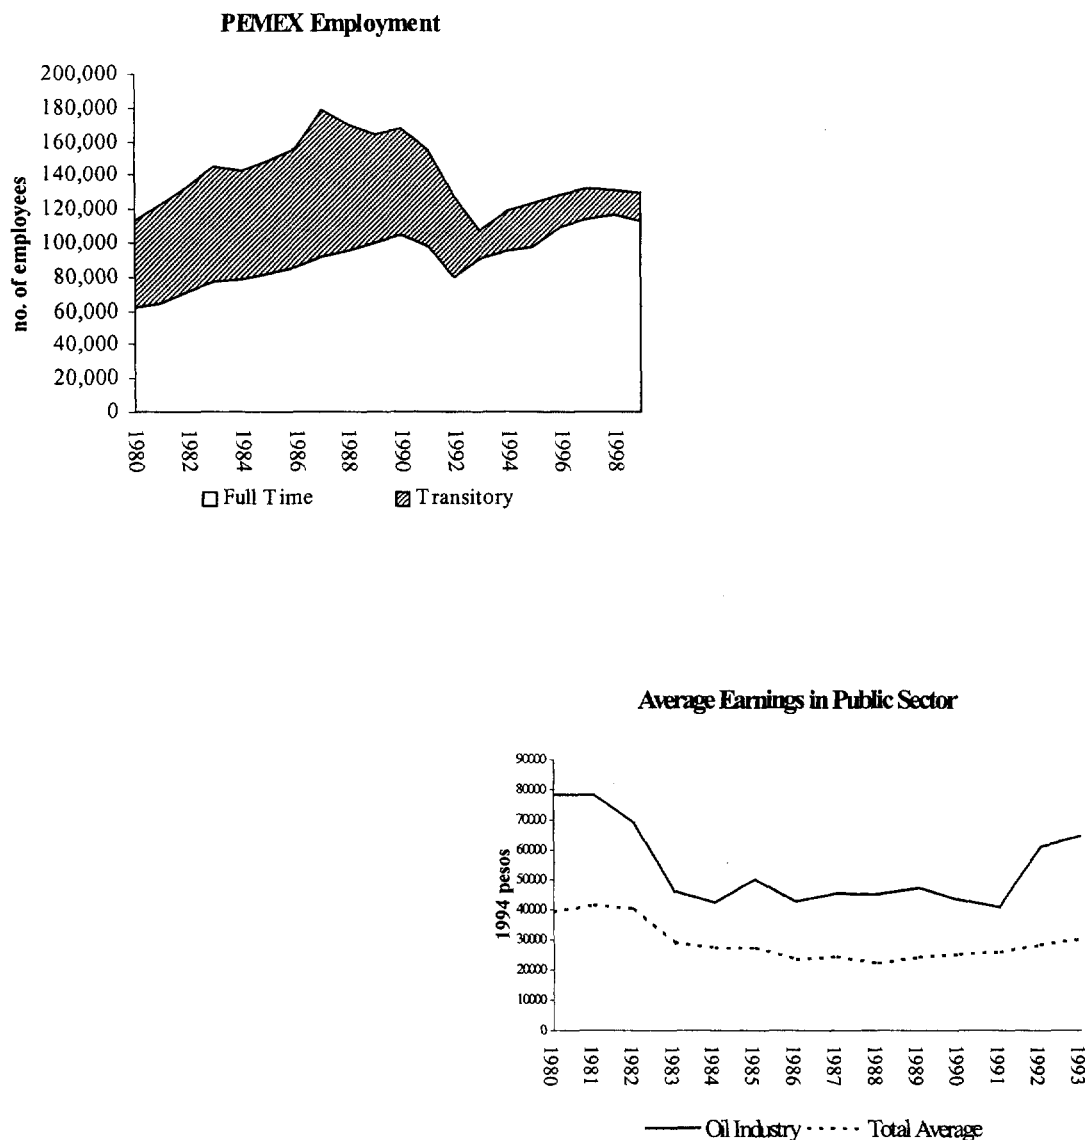 PEMEX Employment
200,000
180,000
160,000
140,000
120,000
100,000
80,000
60,000
40,000
20,000
0
no. of employees
1980 1982 1984 1986 1988 1990 1992 1994 1996 1998
Full Time Transitory
Average Earnings in Public Sector
90000
80000
70000
60000
50000
40000
30000
20000
10000
0
1994 pesos
1980 1981 1982 1983 1984 1985 1986 1987 1988 1989 1990 1991 1992 1993
Oil Industry Total Average